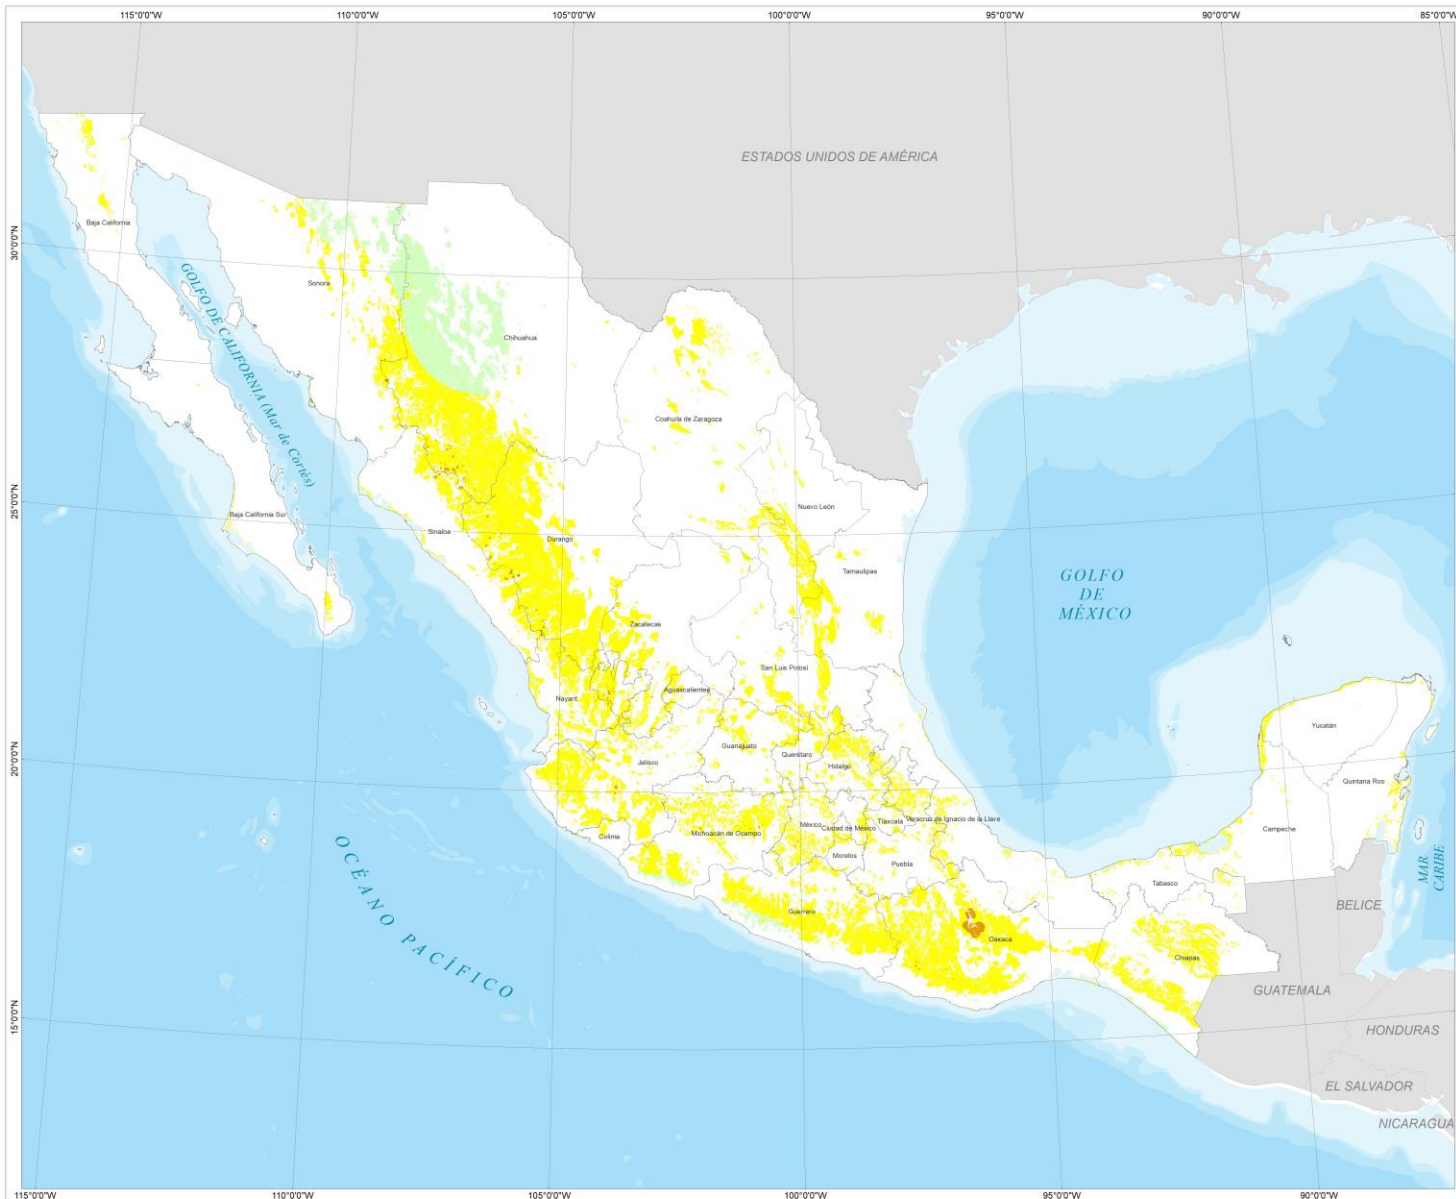 115°0'0"W
110°0'0"W
105°0'0"W
100°0'0"W
95°0'0"W
90°0'0"W
85°0'0"W
ESTADOS UNIDOS DE AMÉRICA
30°0'0"N
Baja California
Sonora
Chihuahua
GOLFO DE CALIFORNIA (Mar de Cortés)
Coahuila de Zaragoza
25°0'0"N
Baja California Sur
Nuevo León
Sinaloa
Durango
Tamaulipas
GOLFO
DE
MÉXICO
Zacatecas
San Luis Potosí
Aguascalientes
Nayarit
Yucatán
20°0'0"N
Guanajuato
Querétaro
Jalisco
Hidalgo
Quintana Roo
Colima
Michoacán de Ocampo
México
Ciudad de México
Tlaxcala
Veracruz de Ignacio de la Llave
Campeche
Morelos
Puebla
MAR
CARIBE
Tabasco
BELICE
Guerrero
Oaxaca
Chiapas
OCÉANO PACÍFICO
15°0'0"N
GUATEMALA
HONDURAS
EL SALVADOR
NICARAGUA
115°0'0"W
110°0'0"W
105°0'0"W
100°0'0"W
95°0'0"W
90°0'0"W